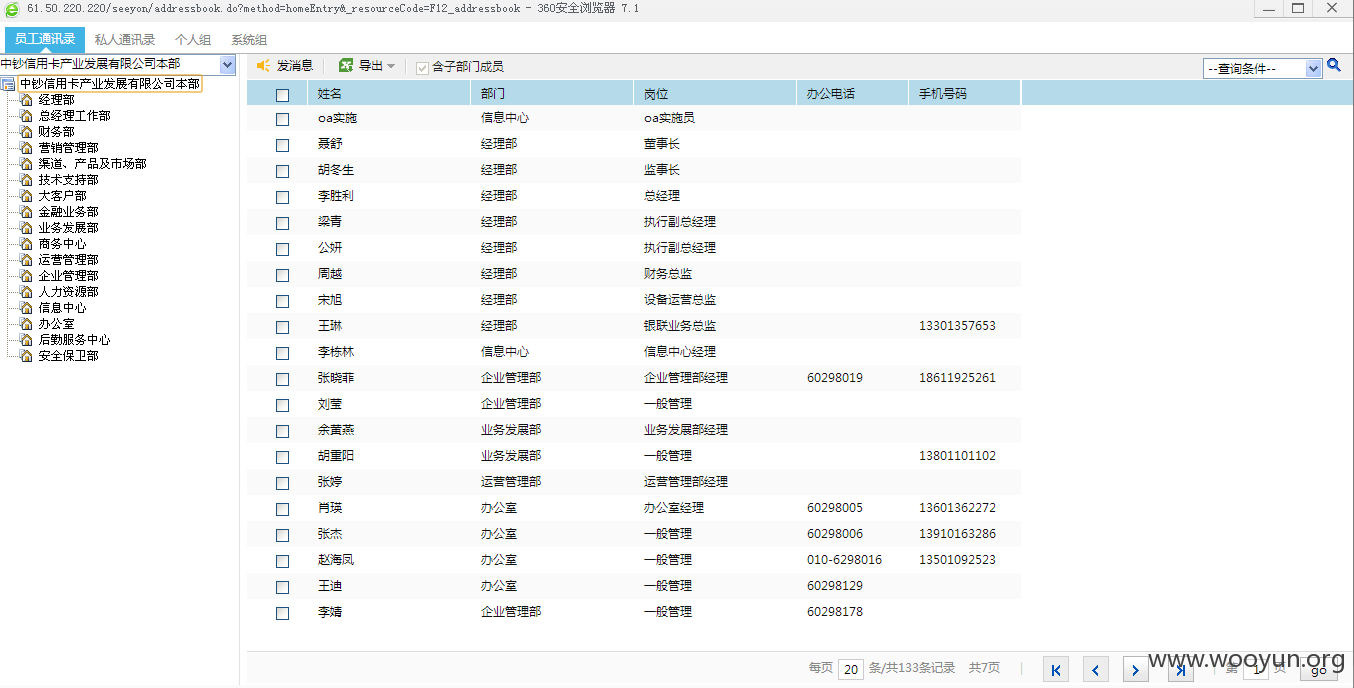 61.50.220.220/seeyon/addressbook.do?method=homeEntry&_resourceCode=F12_addressbook - 360安全浏览器 7.1
员工通讯录 私人通讯录 个人组 系统组
中钞信用卡产业发展有限公司本部
发消息 导出 含子部门成员 --查询条件--
中钞信用卡产业发展有限公司本部
经理部
总经理工作部
财务部
营销管理部
渠道、产品及市场部
技术支持部
大客户部
金融业务部
业务发展部
商务中心
运营管理部
企业管理部
人力资源部
信息中心
办公室
后勤服务中心
安全保卫部
姓名 部门 岗位 办公电话 手机号码
oa实施 信息中心 oa实施员
聂舒 经理部 董事长
胡冬生 经理部 监事长
李胜利 经理部 总经理
梁青 经理部 执行副总经理
公妍 经理部 执行副总经理
周越 经理部 财务总监
宋旭 经理部 设备运营总监
王琳 经理部 银联业务总监 13301357653
李栋林 信息中心 信息中心经理
张晓菲 企业管理部 企业管理部经理 60298019 18611925261
刘莹 企业管理部 一般管理
余黄燕 业务发展部 业务发展部经理
胡重阳 业务发展部 一般管理 13801101102
张婷 运营管理部 运营管理部经理
肖瑛 办公室 办公室经理 60298005 13601362272
张杰 办公室 一般管理 60298006 13910163286
赵海凤 办公室 一般管理 010-6298016 13501092523
王迪 办公室 一般管理 60298129
李婧 企业管理部 一般管理 60298178
每页 20 条/共133条记录 共7页 第 1 页 go
www.wooyun.org